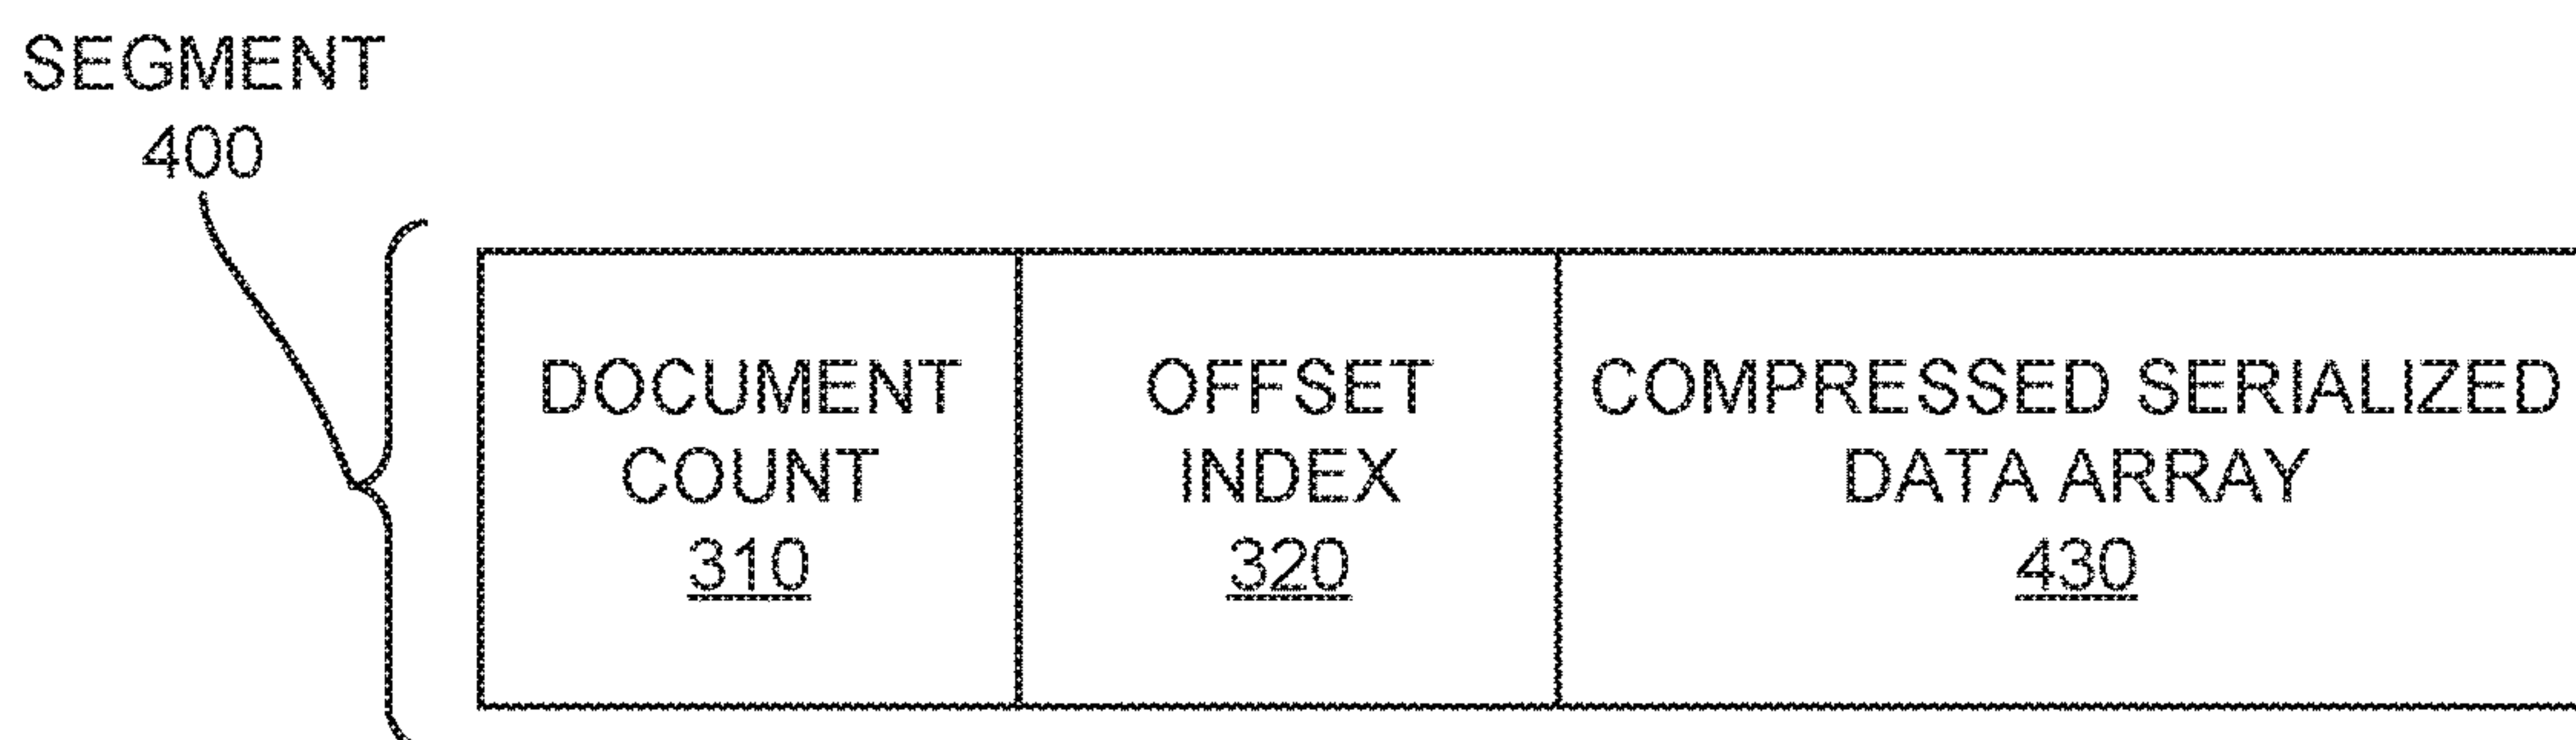 SEGMENT
400
DOCUMENT
COUNT
310
OFFSET
INDEX
320
COMPRESSED SERIALIZED
DATA ARRAY
430